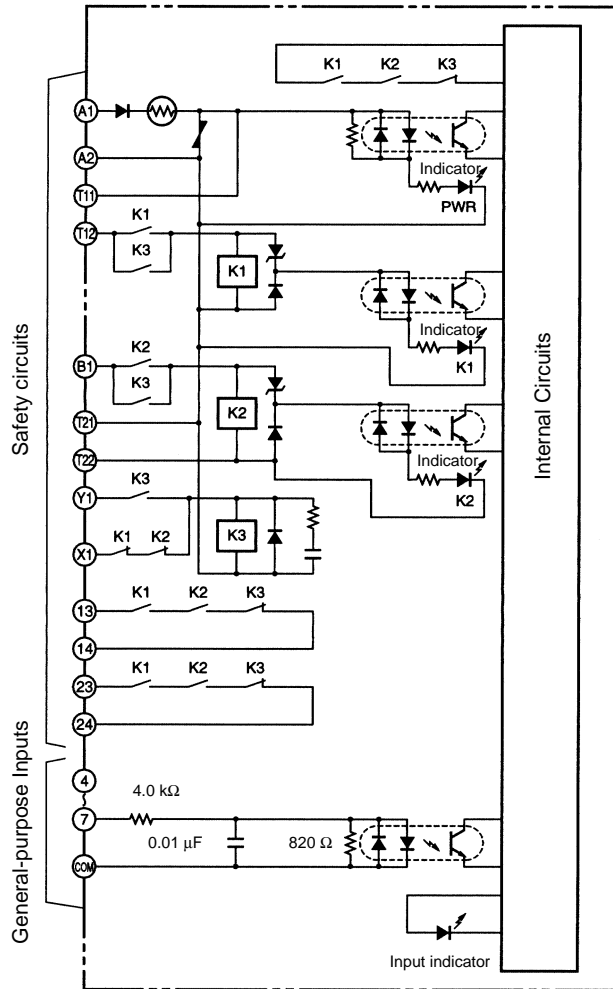 K1 K2 K3
A1
A2
Indicator
PWR
T11
T12
K1
K3
K1
Indicator
K1
B1
K2
K3
K2
T21
T22
Indicator
K2
Y1
K3
K3
X1
K1 K2
13
K1 K2 K3
14
23
K1 K2 K3
24
4
7
4.0 kΩ
0.01 µF
820 Ω
COM
Input indicator
Safety circuits
General-purpose Inputs
Internal Circuits